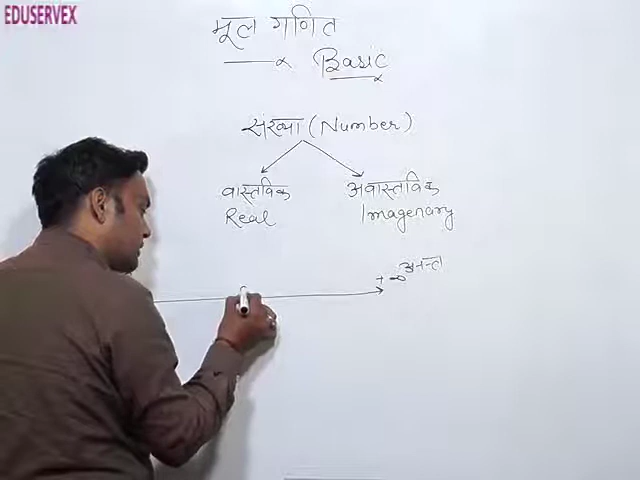 EDUSERVEX
मूल गणित
Basic
संख्या (Number)
वास्तविक अवास्तविक
Real Imagenary
+∞ अनन्त